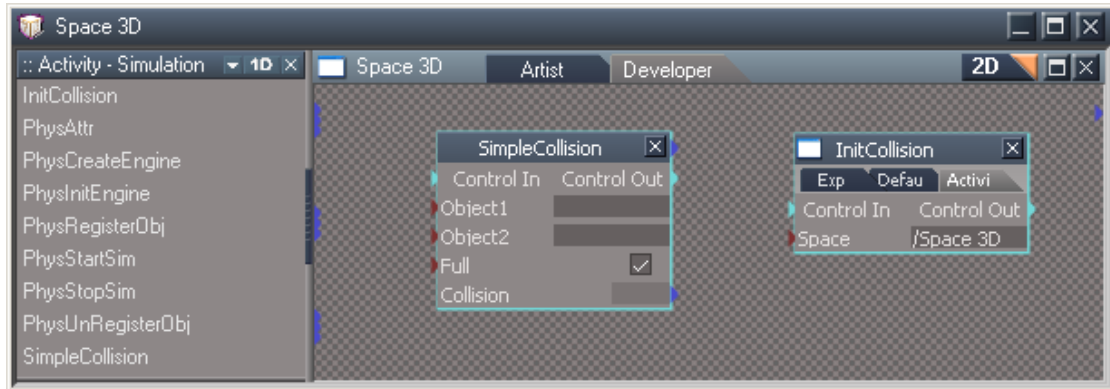 Space 3D
:: Activity - Simulation 1D
InitCollision
PhysAttr
PhysCreateEngine
PhysInitEngine
PhysRegisterObj
PhysStartSim
PhysStopSim
PhysUnRegisterObj
SimpleCollision
Space 3D Artist Developer 2D
SimpleCollision
Control In Control Out
Object1
Object2
Full
Collision
InitCollision
Exp Defau Activi
Control In Control Out
Space /Space 3D